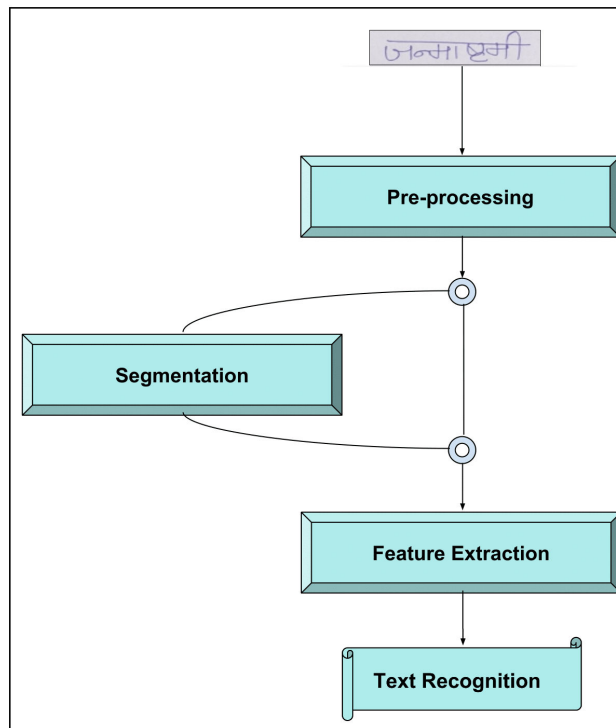 जन्माष्टमी
Pre-processing
Segmentation
Feature Extraction
Text Recognition